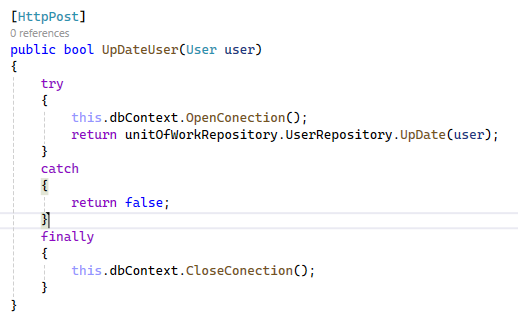 [HttpPost]
0 references
public bool UpDateUser(User user)
{
try
{
this.dbContext.OpenConection();
return unitOfWorkRepository.UserRepository.UpDate(user);
}
catch
{
return false;
}
finally
{
this.dbContext.CloseConection();
}
}